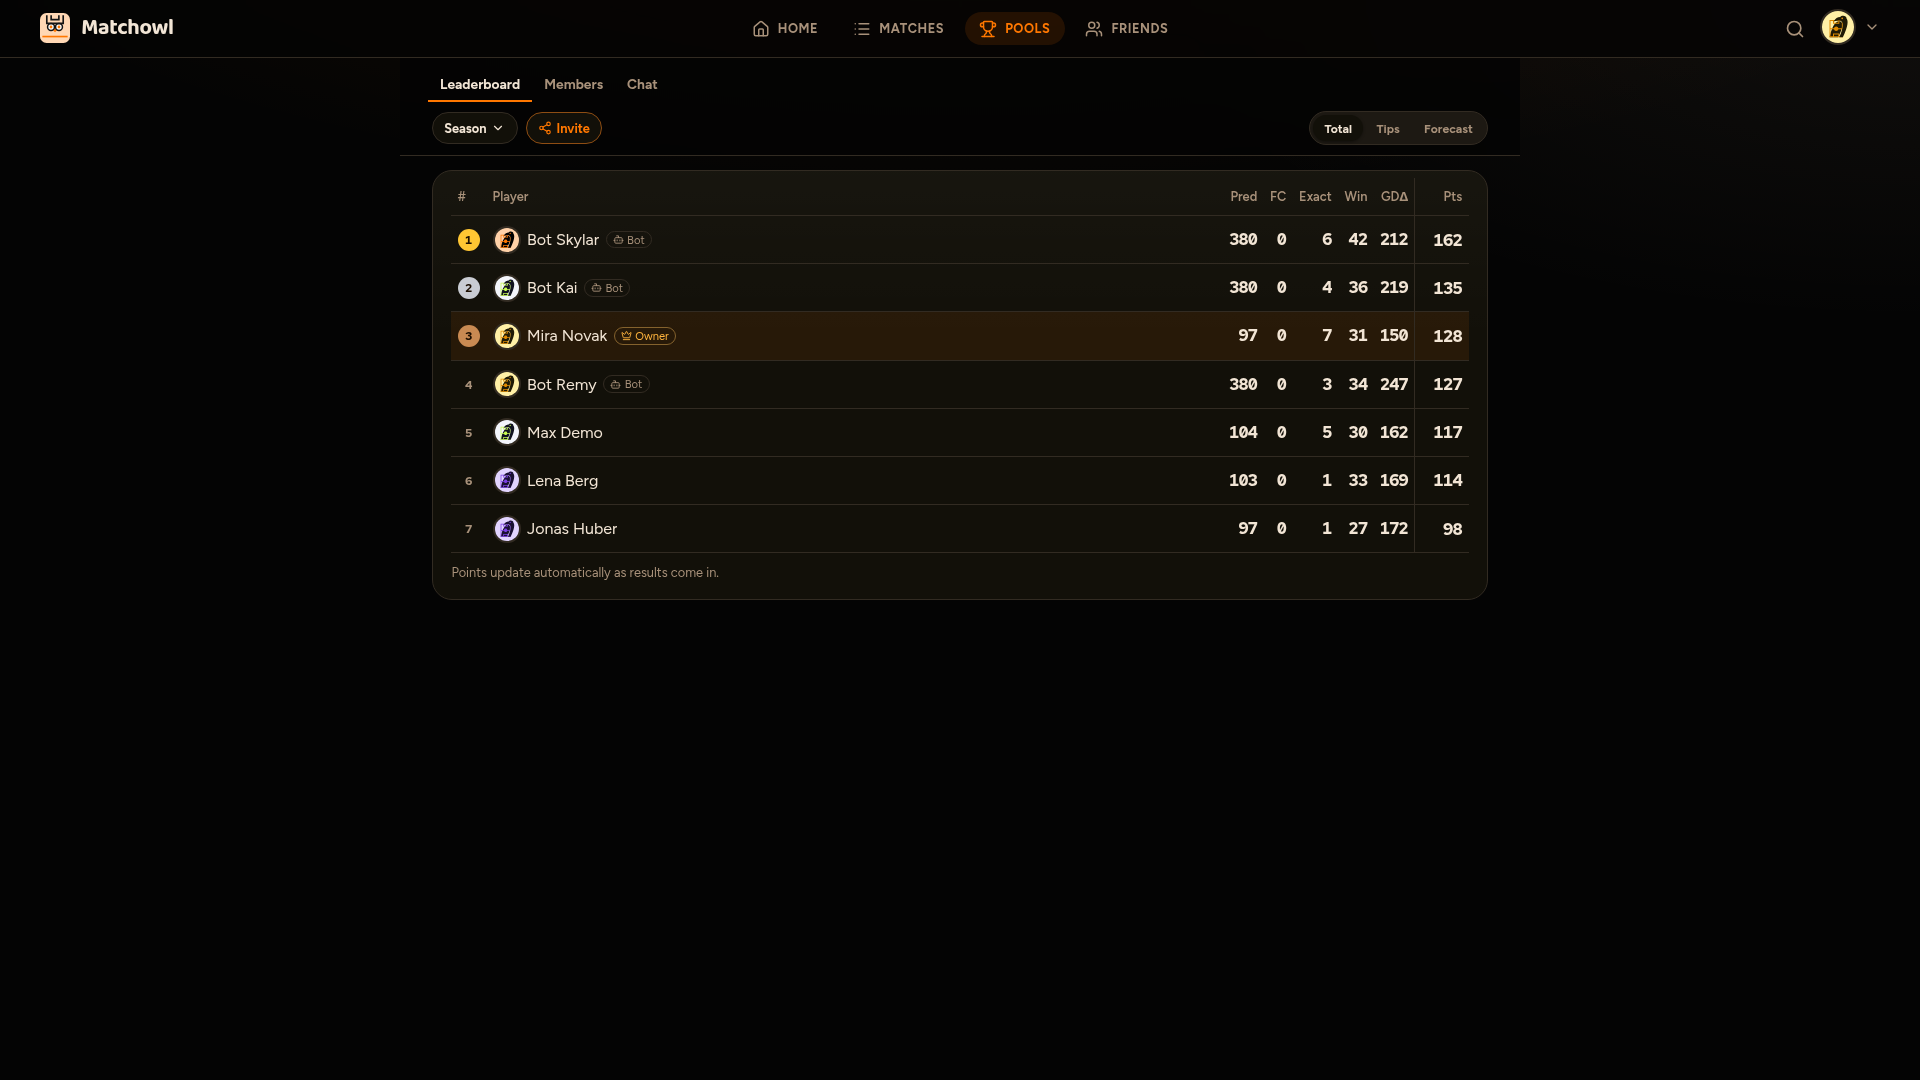 Matchowl
HOME MATCHES POOLS FRIENDS
Leaderboard Members Chat
Season Invite Total Tips Forecast
# Player Pred FC Exact Win GDΔ Pts
1 Bot Skylar Bot 380 0 6 42 212 162
2 Bot Kai Bot 380 0 4 36 219 135
3 Mira Novak Owner 97 0 7 31 150 128
4 Bot Remy Bot 380 0 3 34 247 127
5 Max Demo 104 0 5 30 162 117
6 Lena Berg 103 0 1 33 169 114
7 Jonas Huber 97 0 1 27 172 98
Points update automatically as results come in.